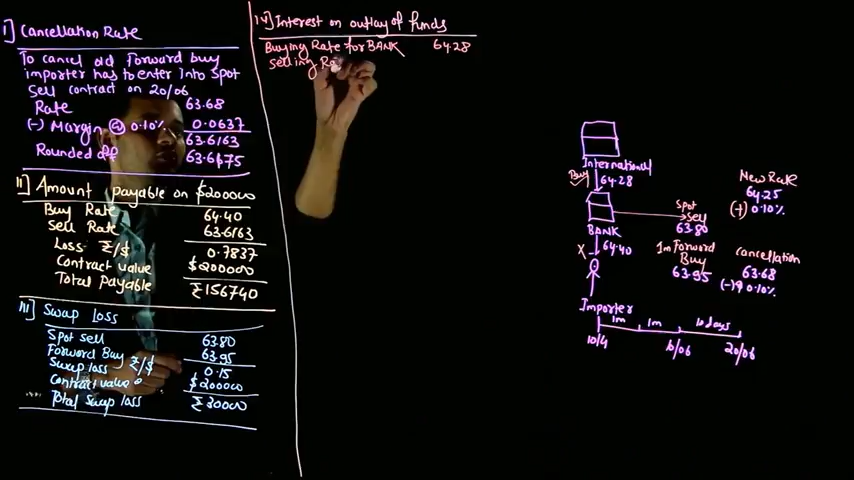 I] Cancellation Rate
To cancel old Forward buy
importer has to enter Into Spot
Sell contract on 20/06
Rate 63.68
(-) Margin @ 0.10% 0.0637
63.6163
Rounded off 63.6175
II] Amount payable on $200000
Buy Rate 64.40
Sell Rate 63.6163
Loss ₹/$ 0.7837
Contract value $200000
Total Payable ₹156740
III] Swap Loss
Spot sell 63.80
Forward Buy 63.95
Swap loss ₹/$ 0.15
Contract value $200000
Total Swap loss ₹30000
IV] Interest on outlay of funds
Buying Rate for BANK 64.28
Selling
International
Buy 64.28
BANK
X 64.40
Importer
1m 1m 10 days
10/4 20/06
Spot
Sell
63.80
1m Forward
Buy
63.95
New Rate
64.25
(+) 0.10%
Cancellation
63.68
0.10%